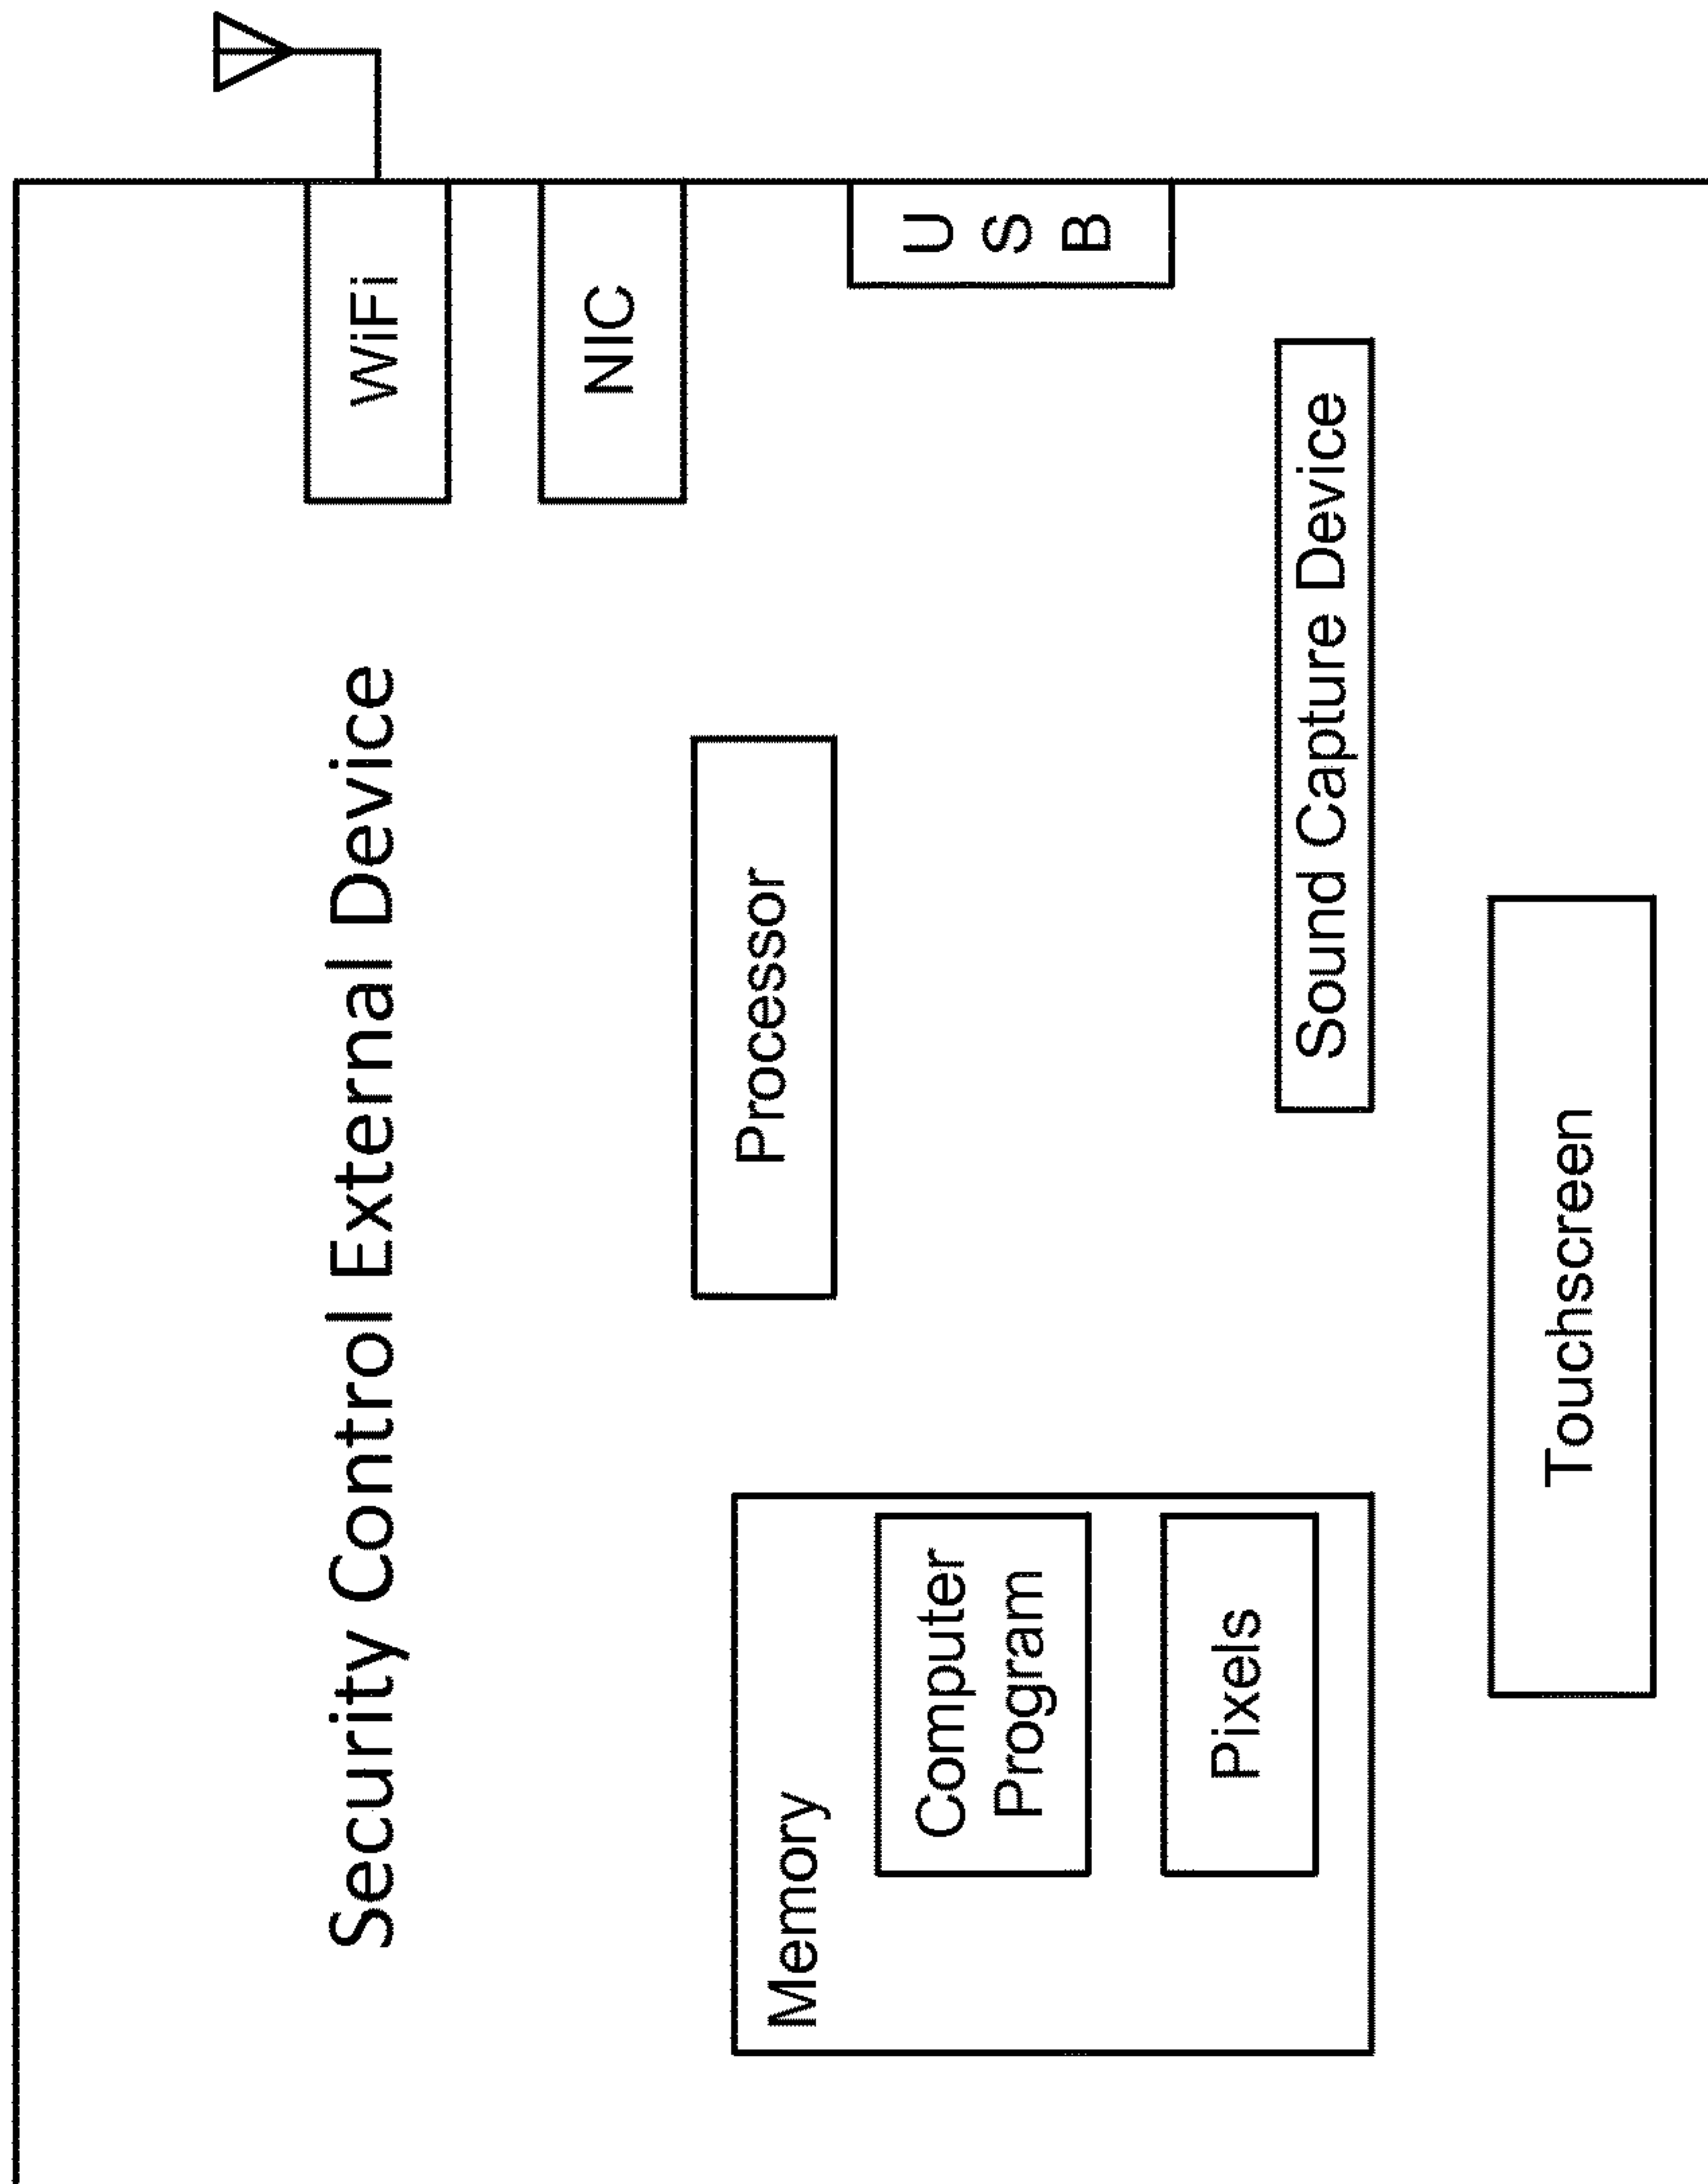 Security Control External Device
WiFi
NIC
Processor
Memory
Computer
Program
Pixels
U
S
B
Sound Capture Device
Touchscreen